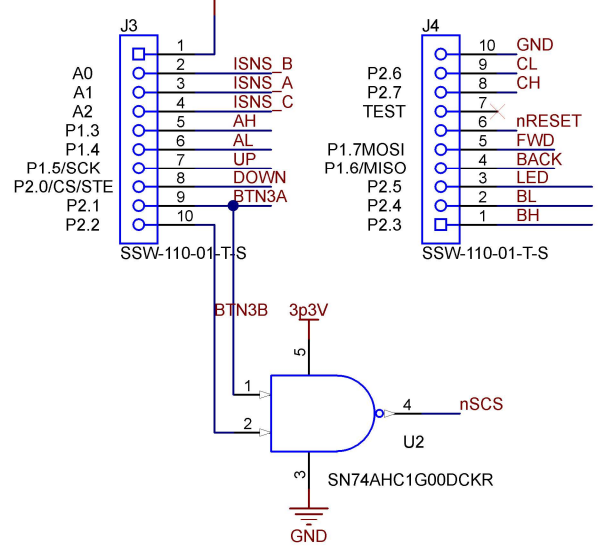 J3
1
A0 2 ISNS_B
A1 3 ISNS_A
A2 4 ISNS_C
P1.3 5 AH
P1.4 6 AL
P1.5/SCK 7 UP
P2.0/CS/STE 8 DOWN
P2.1 9 BTN3A
P2.2 10
SSW-110-01-T-S
J4
10 GND
P2.6 9 CL
P2.7 8 CH
TEST 7
6 nRESET
P1.7MOSI 5 FWD
P1.6/MISO 4 BACK
P2.5 3 LED
P2.4 2 BL
P2.3 1 BH
SSW-110-01-T-S
BTN3B
3p3V
5
1
2
4 nSCS
U2
3
SN74AHC1G00DCKR
GND